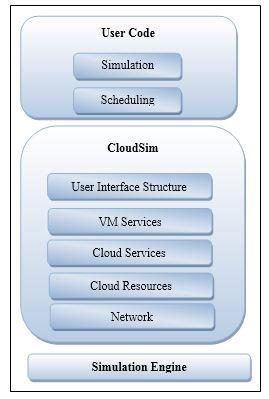 User Code
Simulation
Scheduling
CloudSim
User Interface Structure
VM Services
Cloud Services
Cloud Resources
Network
Simulation Engine